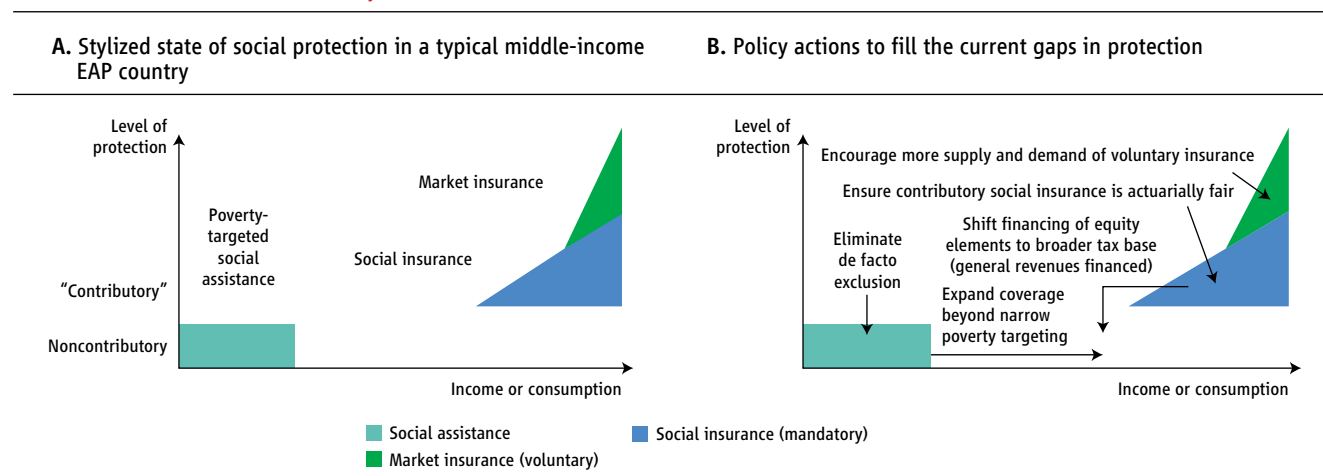 A. Stylized state of social protection in a typical middle-income
EAP country
Level of
protection
Market insurance
Poverty-
targeted
social
assistance
Social insurance
“Contributory”
Noncontributory
Income or consumption
B. Policy actions to fill the current gaps in protection
Level of
protection
Encourage more supply and demand of voluntary insurance
Ensure contributory social insurance is actuarially fair
Shift financing of equity
elements to broader tax base
(general revenues financed)
Eliminate
de facto
exclusion
Expand coverage
beyond narrow
poverty targeting
Income or consumption
Social assistance
Social insurance (mandatory)
Market insurance (voluntary)